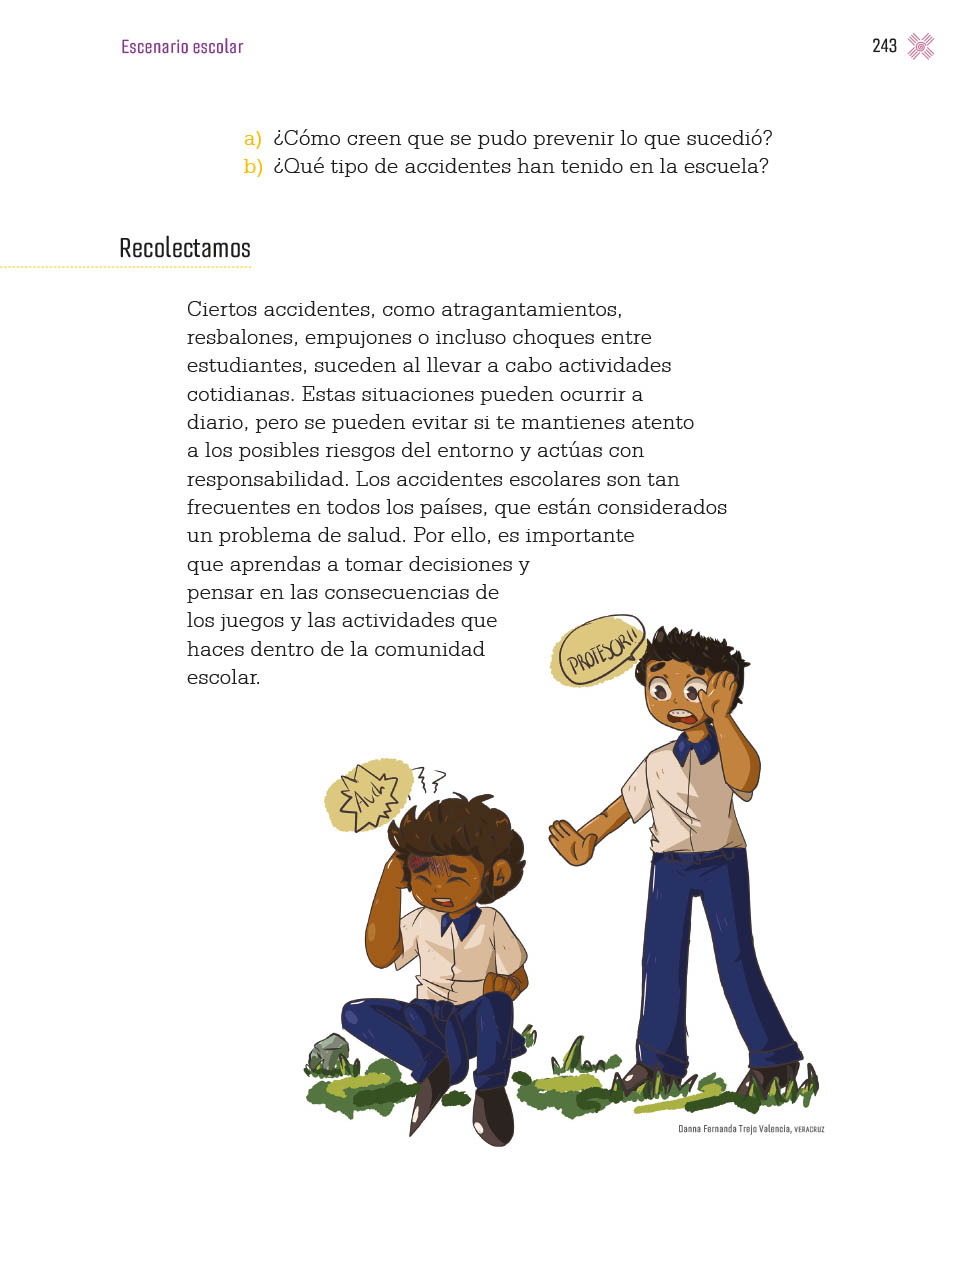 Escenario escolar
243
a) ¿Cómo creen que se pudo prevenir lo que sucedió?
b) ¿Qué tipo de accidentes han tenido en la escuela?
Recolectamos
Ciertos accidentes, como atragantamientos,
resbalones, empujones o incluso choques entre
estudiantes, suceden al llevar a cabo actividades
cotidianas. Estas situaciones pueden ocurrir a
diario, pero se pueden evitar si te mantienes atento
a los posibles riesgos del entorno y actúas con
responsabilidad. Los accidentes escolares son tan
frecuentes en todos los países, que están considerados
un problema de salud. Por ello, es importante
que aprendas a tomar decisiones y
pensar en las consecuencias de
los juegos y las actividades que
haces dentro de la comunidad
escolar.
PROFESOR!!
Auch
Danna Fernanda Trejo Valencia, VERACRUZ